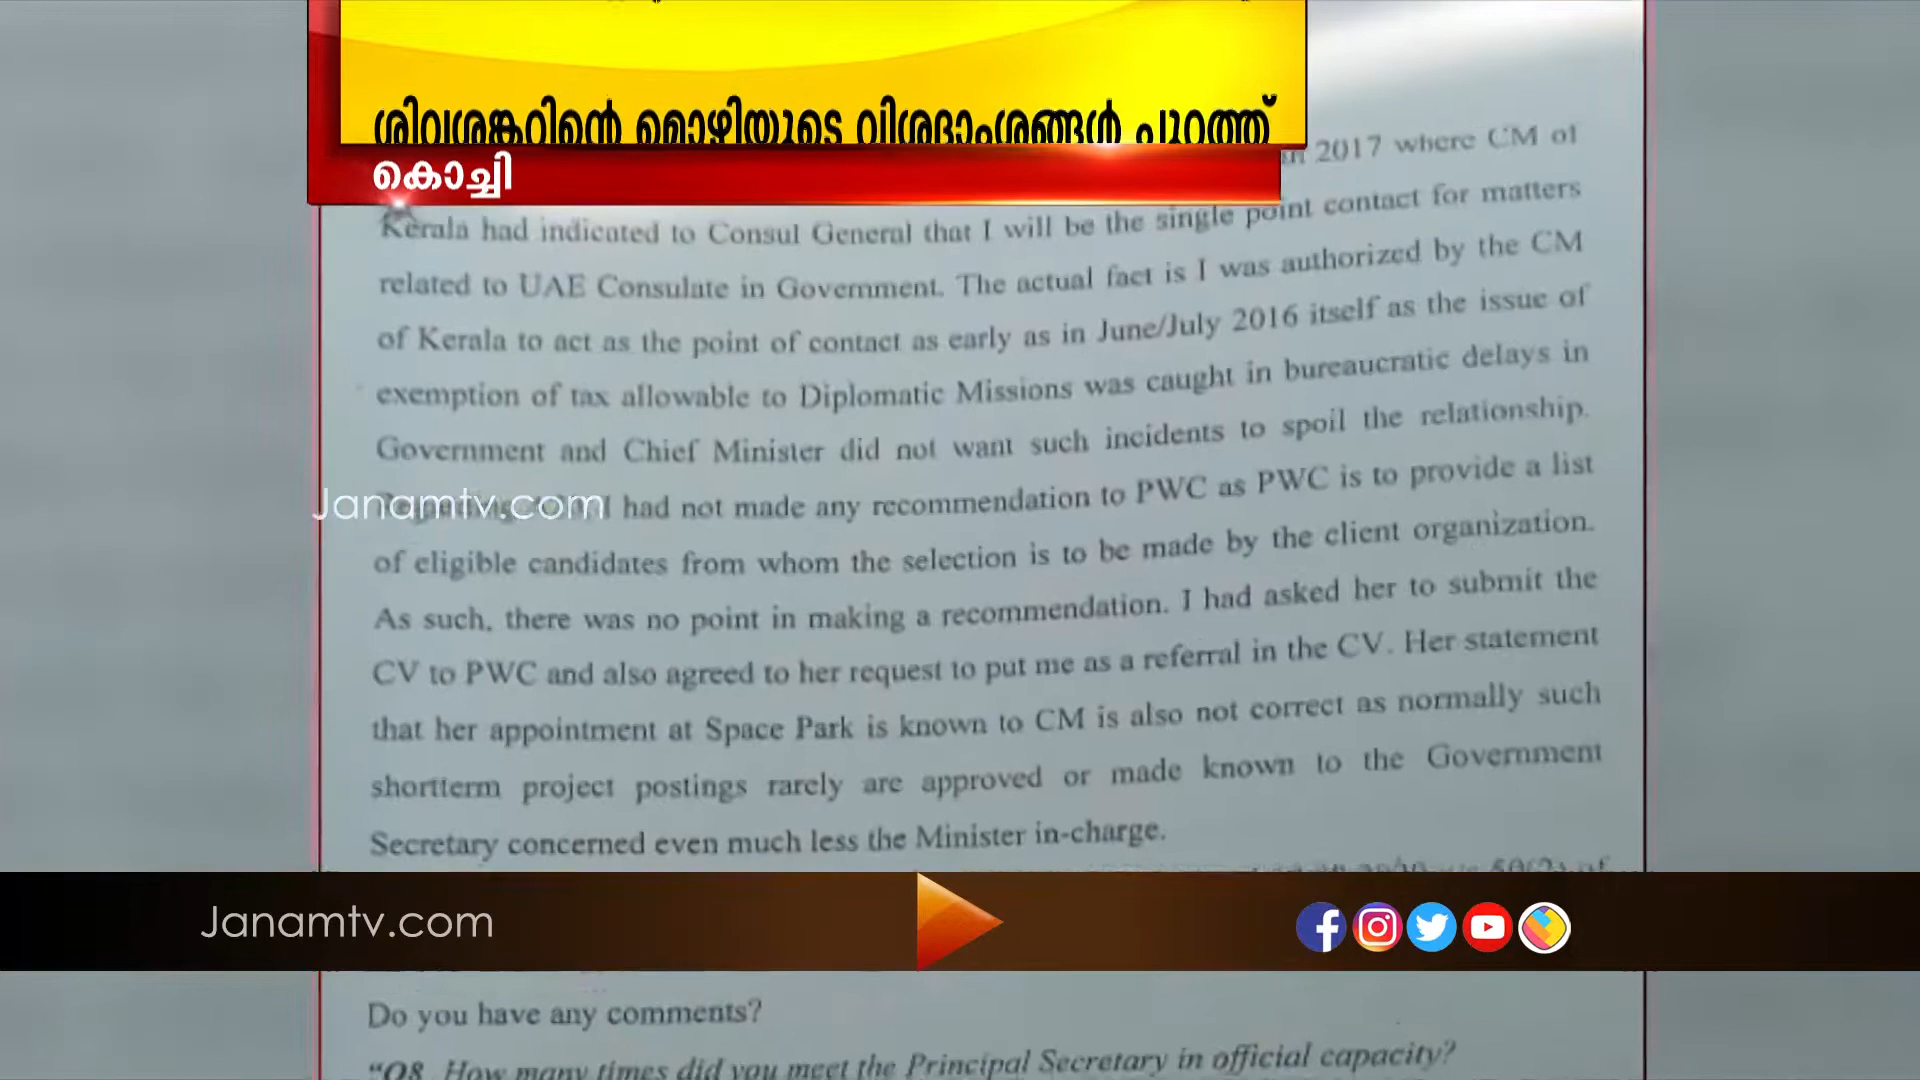 ശിവശങ്കറിന്റെ മൊഴിയുടെ വിശദാംശങ്ങൾ പുറത്ത്
കൊച്ചി
in 2017 where CM of
Kerala had indicated to Consul General that I will be the single point contact for matters
related to UAE Consulate in Government. The actual fact is I was authorized by the CM
of Kerala to act as the point of contact as early as in June/July 2016 itself as the issue of
exemption of tax allowable to Diplomatic Missions was caught in bureaucratic delays in
Government and Chief Minister did not want such incidents to spoil the relationship.
Janamtv.com
I had not made any recommendation to PWC as PWC is to provide a list
of eligible candidates from whom the selection is to be made by the client organization.
As such, there was no point in making a recommendation. I had asked her to submit the
CV to PWC and also agreed to her request to put me as a referral in the CV. Her statement
that her appointment at Space Park is known to CM is also not correct as normally such
shortterm project postings rarely are approved or made known to the Government
Secretary concerned even much less the Minister in-charge.
Janamtv.com
Do you have any comments?
"Q8. How many times did you meet the Principal Secretary in official capacity?